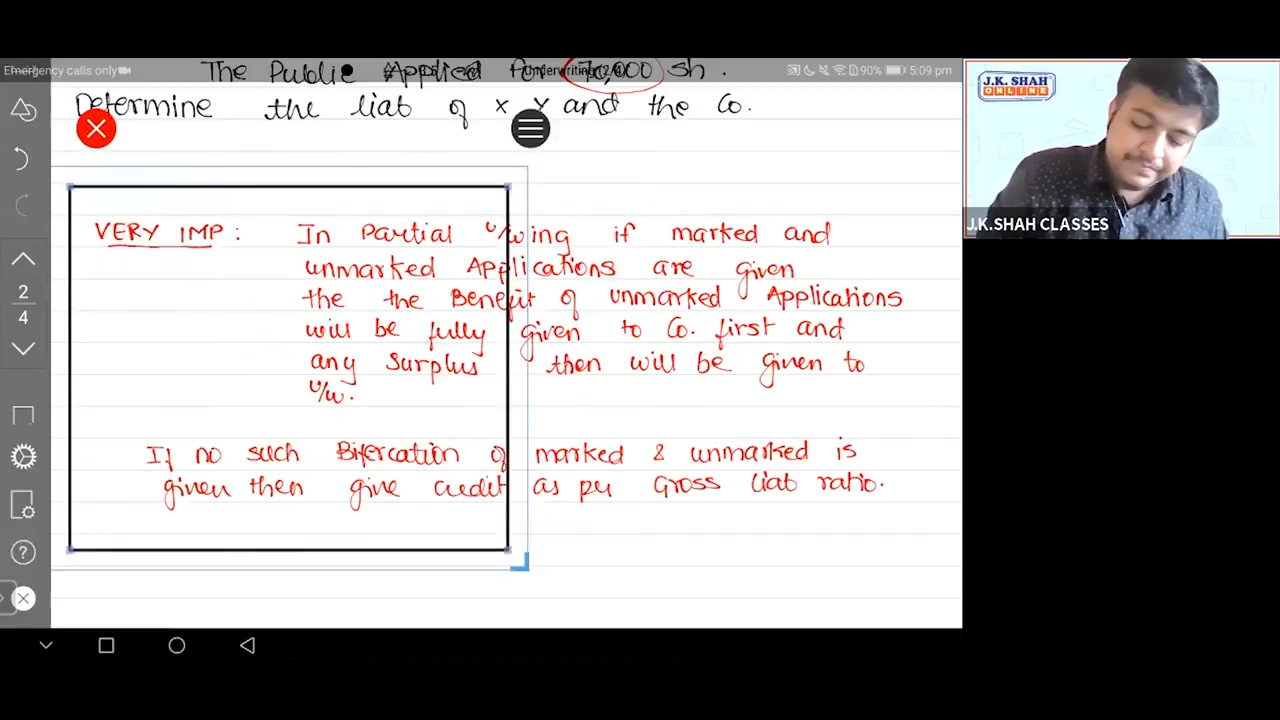 Emergency calls only
Underwriting (2/4)
90% 5:09 pm
The Public Applied for 70,000 sh.
Determine the liab of x y and the Co.
J.K. SHAH
ONLINE
J.K.SHAH CLASSES
2
4
VERY IMP : In Partial u/wing if marked and
unmarked Applications are given
the the Benefit of unmarked Applications
will be fully given to Co. first and
any Surplus then will be given to
u/w.
If no such Bifercation of marked & unmarked is
given then give credit as per Gross liab ratio.